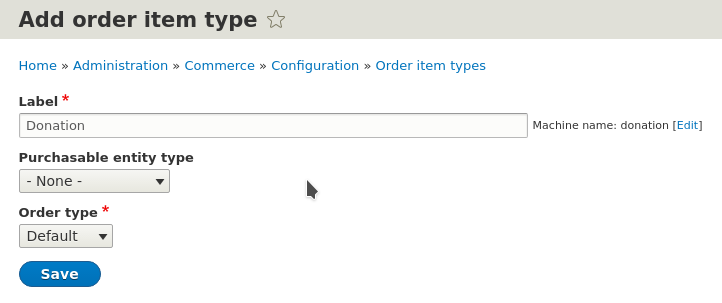 Add order item type
Home » Administration » Commerce » Configuration » Order item types
Label *
Donation Machine name: donation [Edit]
Purchasable entity type
- None -
Order type *
Default
Save